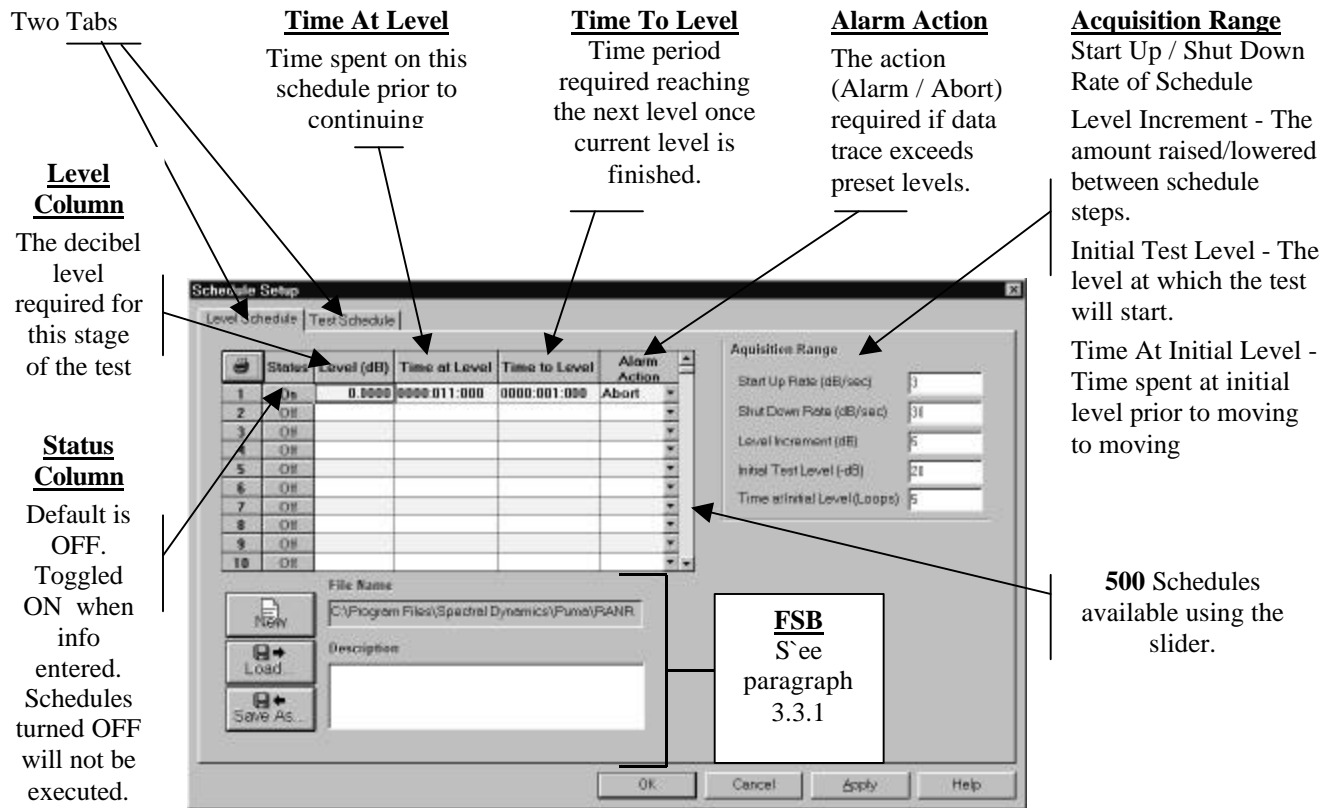 Two Tabs
Time At Level
Time spent on this
schedule prior to
continuing
Time To Level
Time period
required reaching
the next level once
current level is
finished.
Alarm Action
The action
(Alarm / Abort)
required if data
trace exceeds
preset levels.
Acquisition Range
Start Up / Shut Down
Rate of Schedule
Level Increment - The
amount raised/lowered
between schedule
steps.
Initial Test Level - The
level at which the test
will start.
Time At Initial Level -
Time spent at initial
level prior to moving
to moving
Level
Column
The decibel
level
required for
this stage
of the test
Status
Column
Default is
OFF.
Toggled
ON when
info
entered.
Schedules
turned OFF
will not be
executed.
Schedule Setup
Level Schedule Test Schedule
Status Level (dB) Time at Level Time to Level Alarm
Action
1 On 0.0000 0000:011:000 0000:001:000 Abort
2 Off
3 Off
4 Off
5 Off
6 Off
7 Off
8 Off
9 Off
10 Off
Aquisition Range
Start Up Rate (dB/sec) 3
Shut Down Rate (dB/sec) 30
Level Increment (dB)
Initial Test Level (-dB) 20
Time at Initial Level(Loops) 5
New
Load...
Save As...
File Name
C:\Program Files\Spectral Dynamics\Puma\RANR
Description
FSB
S`ee
paragraph
3.3.1
500 Schedules
available using the
slider.
OK Cancel Apply Help